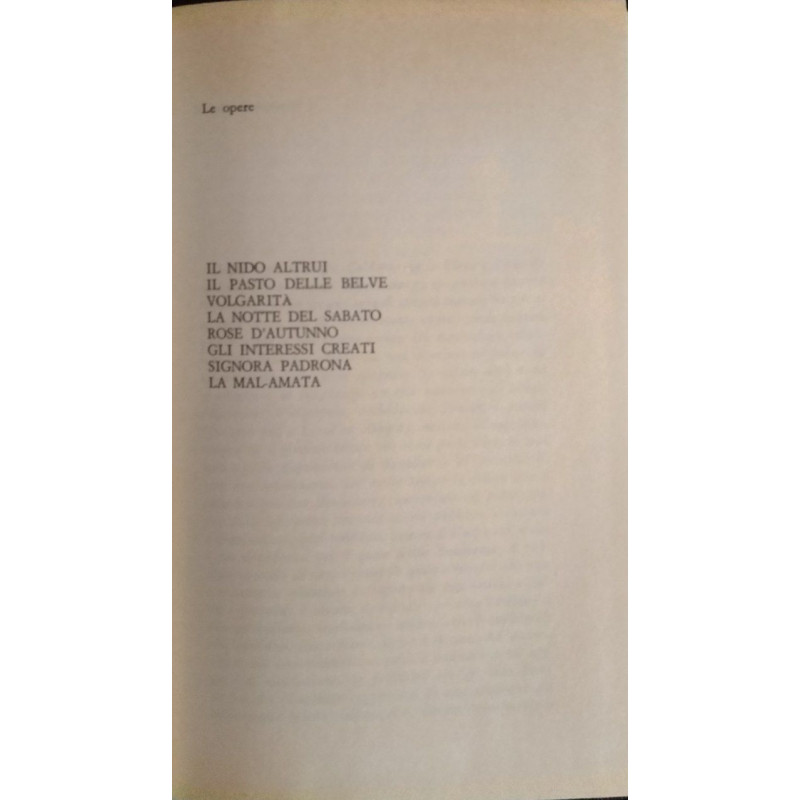 Le opere
IL NIDO ALTRUI
IL PASTO DELLE BELVE
VOLGARITA
LA NOTTE DEL SABATO
ROSE D'AUTUNNO
GLI INTERESSI CREATI
SIGNORA PADRONA
LA MAL-AMATA